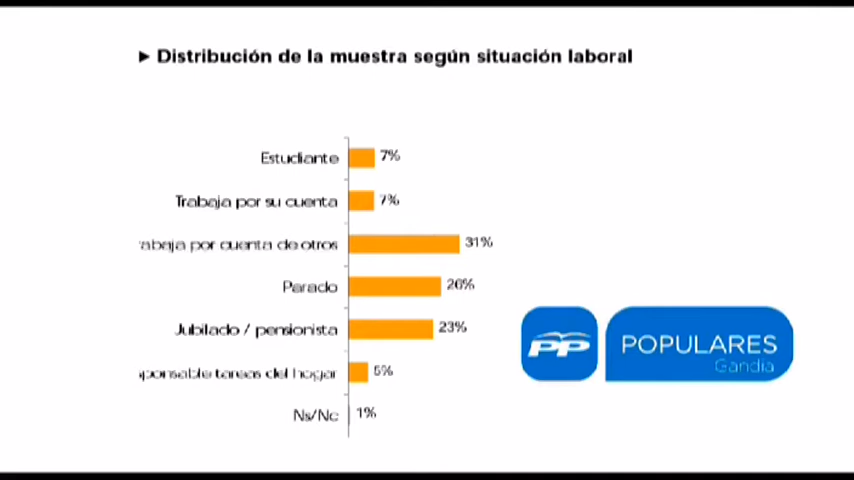 ► Distribución de la muestra según situación laboral
Estudiante 7%
Trabaja por su cuenta 7%
abaja por cuenta de otros 31%
Parado 26%
Jubilado / pensionista 23%
ponsable tareas del hogar 5%
Ns/Nc 1%
PP POPULARES
Gandia